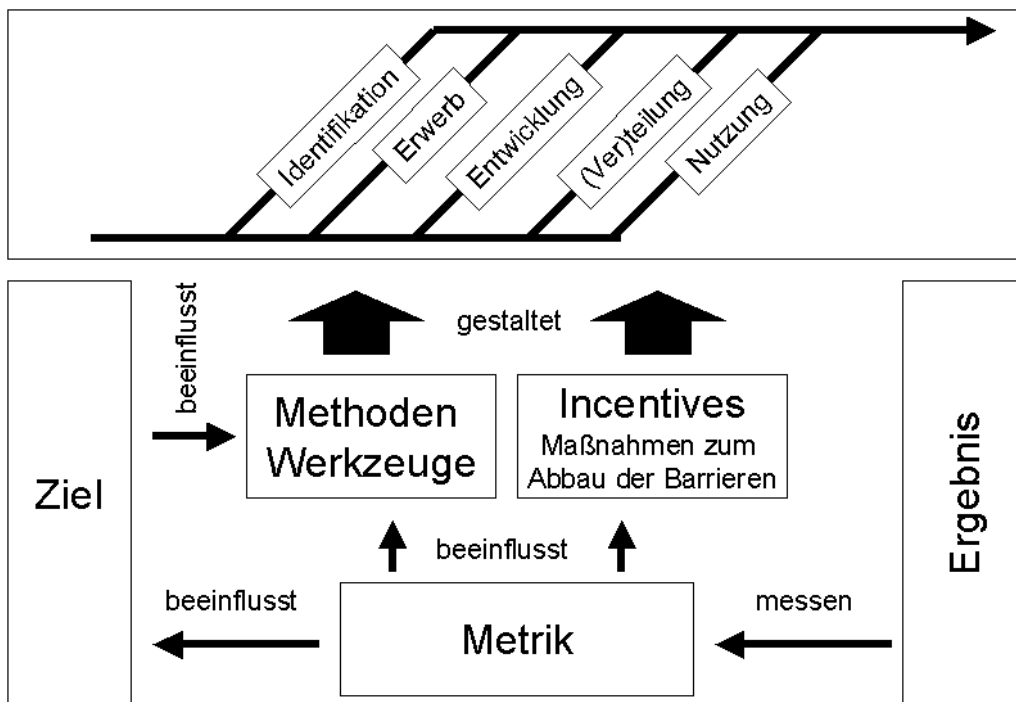 Identifikation
Erwerb
Entwicklung
(Ver)teilung
Nutzung
beeinflusst
gestaltet
Methoden
Werkzeuge
Incentives
Maßnahmen zum
Abbau der Barrieren
Ziel
Ergebnis
beeinflusst
beeinflusst
messen
Metrik